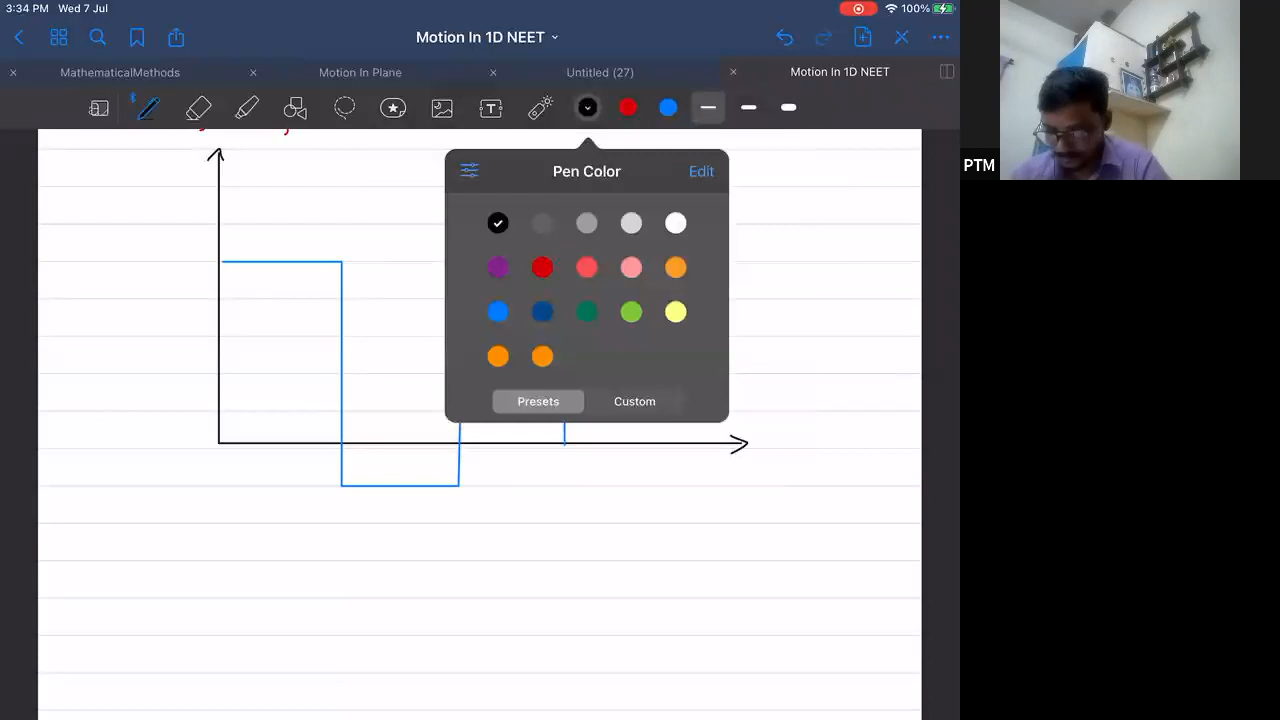 3:34 PM Wed 7 Jul
100%
Motion In 1D NEET
MathematicalMethods
Motion In Plane
Untitled (27)
Motion In 1D NEET
T
Pen Color
Edit
Presets
Custom
PTM